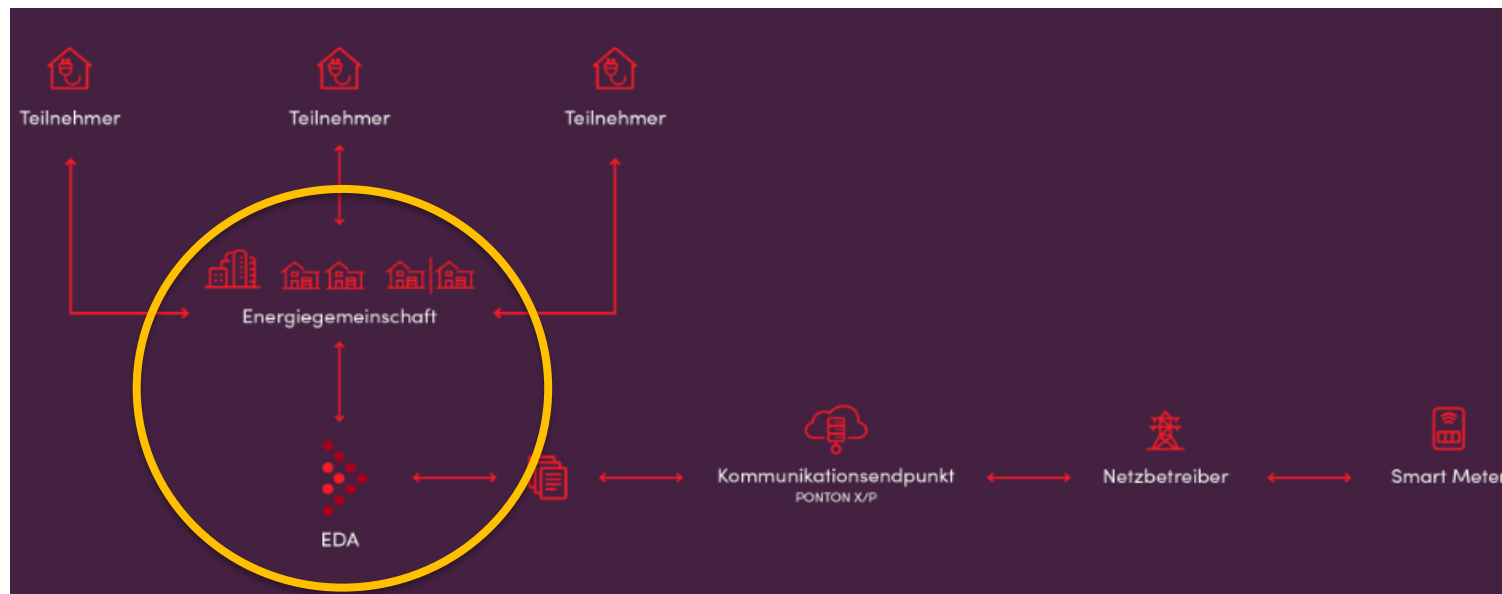 Teilnehmer
Teilnehmer
Teilnehmer
Energiegemeinschaft
Kommunikationsendpunkt
PONTON X/P
Netzbetreiber
Smart Meter
EDA